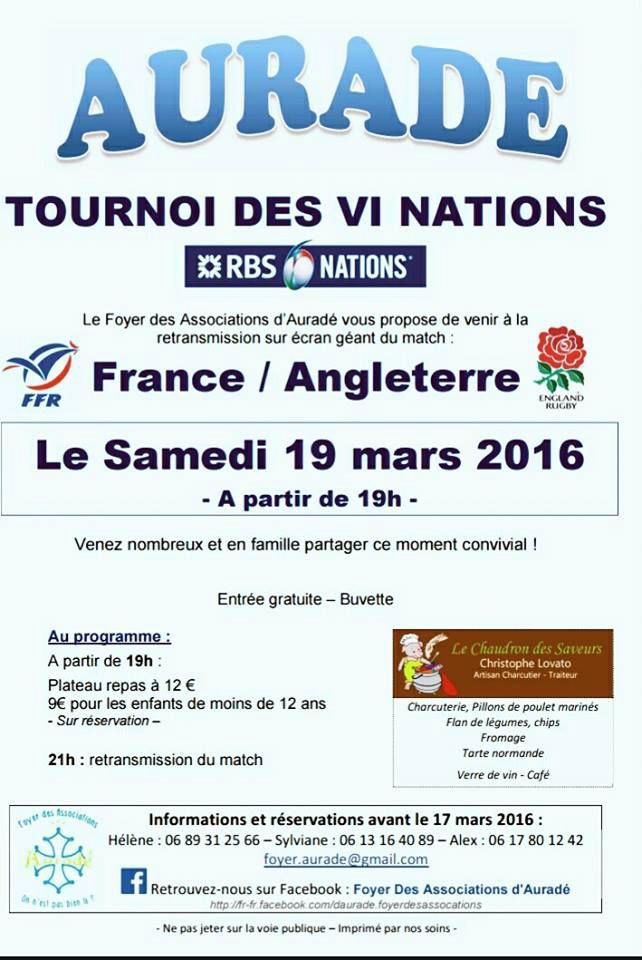 AURADE
TOURNOI DES VI NATIONS
RBS 6 NATIONS
Le Foyer des Associations d'Auradé vous propose de venir à la
retransmission sur écran géant du match :
FFR
France / Angleterre
ENGLAND
RUGBY
Le Samedi 19 mars 2016
- A partir de 19h -
Venez nombreux et en famille partager ce moment convivial !
Entrée gratuite – Buvette
Au programme :
A partir de 19h :
Plateau repas à 12 €
9€ pour les enfants de moins de 12 ans
- Sur réservation –
21h : retransmission du match
Le Chaudron des Saveurs
Christophe Lovato
Artisan Charcutier - Traiteur
Charcuterie, Pillons de poulet marinés
Flan de légumes, chips
Fromage
Tarte normande
Verre de vin - Café
Foyer des Associations
Auradé
On n'est pas bien là ?
Informations et réservations avant le 17 mars 2016 :
Hélène : 06 89 31 25 66 – Sylviane : 06 13 16 40 89 – Alex : 06 17 80 12 42
foyer.aurade@gmail.com
Retrouvez-nous sur Facebook : Foyer Des Associations d'Auradé
http://fr-fr.facebook.com/daurade.foyerdesassocations
- Ne pas jeter sur la voie publique – Imprimé par nos soins -